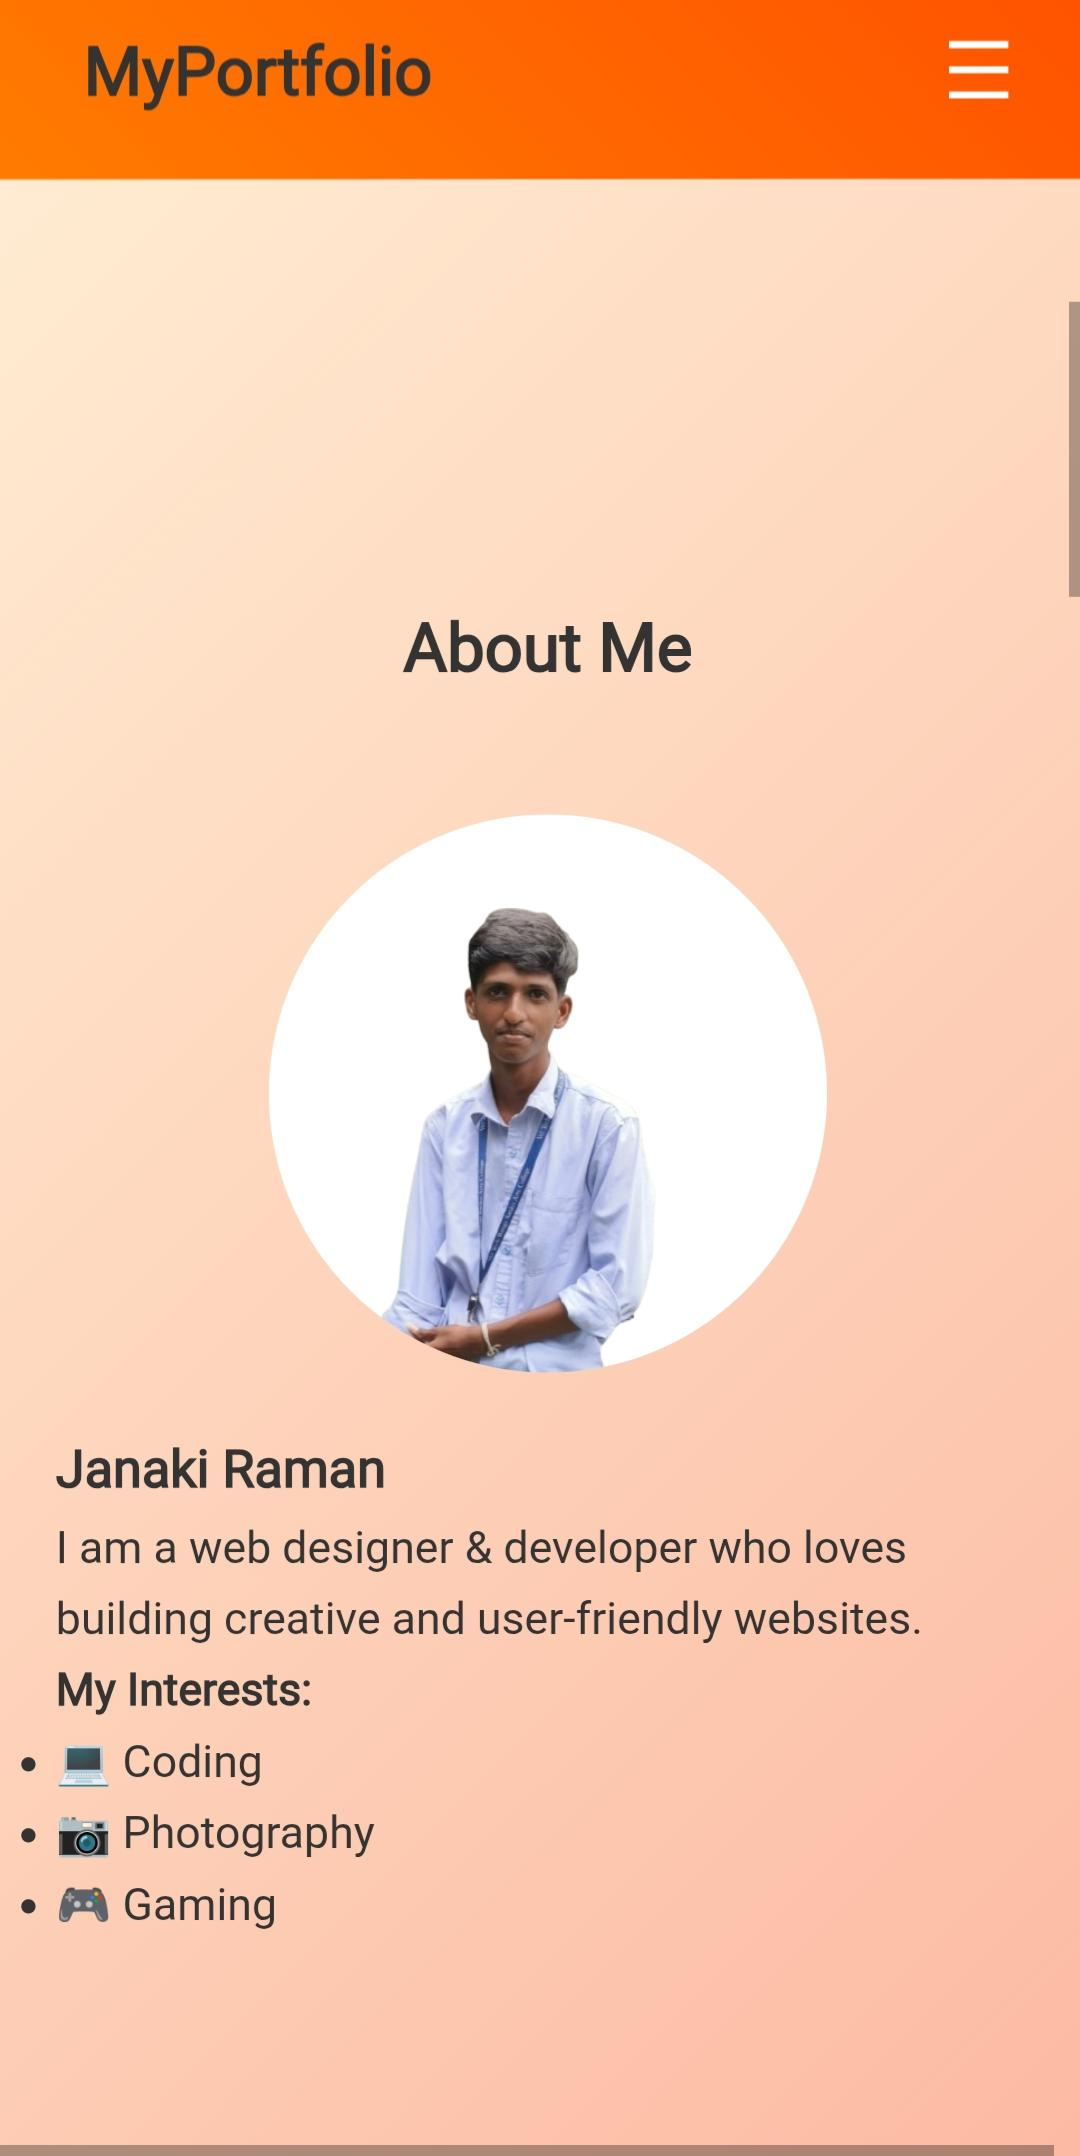 MyPortfolio
About Me
Janaki Raman
I am a web designer & developer who loves
building creative and user-friendly websites.
My Interests:
• 💻 Coding
• 📷 Photography
• 🎮 Gaming